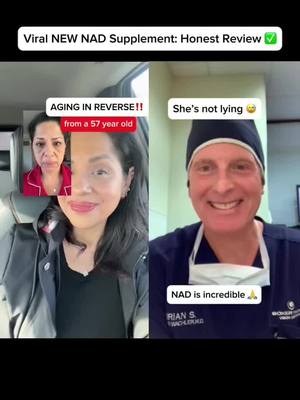 Viral NEW NAD Supplement: Honest Review ✅
AGING IN REVERSE‼️
from a 57 year old
She's not lying 😅
NAD is incredible 🙏
RIAN S.
WACHLER, M.D.